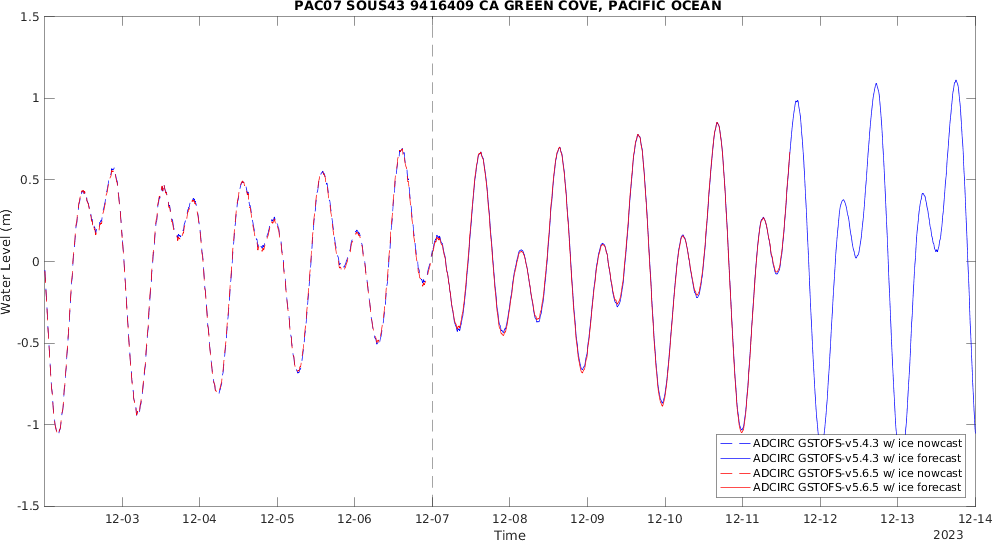 PAC07 SOUS43 9416409 CA GREEN COVE, PACIFIC OCEAN
1.5
1
0.5
0
-0.5
-1
-1.5
Water Level (m)
12-03 12-04 12-05 12-06 12-07 12-08 12-09 12-10 12-11 12-12 12-13 12-14
Time
2023
ADCIRC GSTOFS-v5.4.3 w/ ice nowcast
ADCIRC GSTOFS-v5.4.3 w/ ice forecast
ADCIRC GSTOFS-v5.6.5 w/ ice nowcast
ADCIRC GSTOFS-v5.6.5 w/ ice forecast